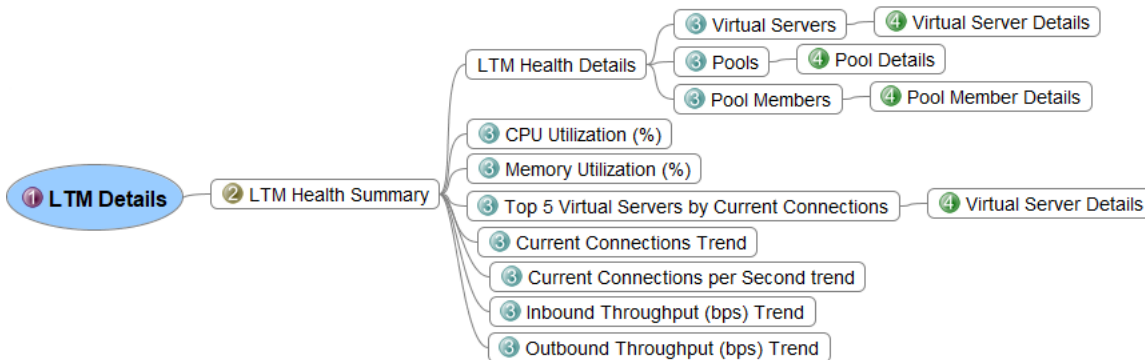 3 Virtual Servers
4 Virtual Server Details
LTM Health Details
3 Pools
4 Pool Details
3 Pool Members
4 Pool Member Details
3 CPU Utilization (%)
3 Memory Utilization (%)
1 LTM Details
2 LTM Health Summary
3 Top 5 Virtual Servers by Current Connections
4 Virtual Server Details
3 Current Connections Trend
3 Current Connections per Second trend
3 Inbound Throughput (bps) Trend
3 Outbound Throughput (bps) Trend